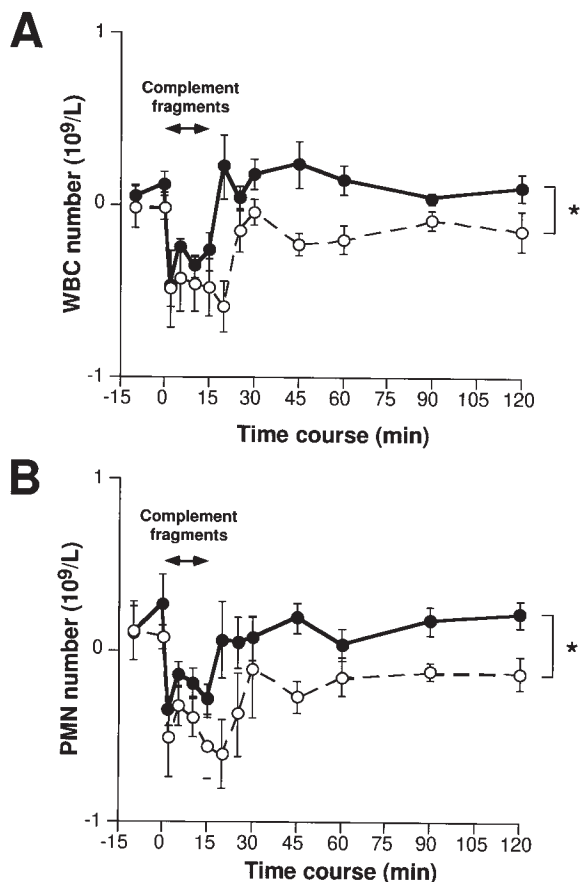 A
1
Complement
fragments
0
-1
WBC number (10⁹/L)
-15 0 15 30 45 60 75 90 105 120
Time course (min)
*
B
1
Complement
fragments
0
-1
PMN number (10⁹/L)
-15 0 15 30 45 60 75 90 105 120
Time course (min)
*